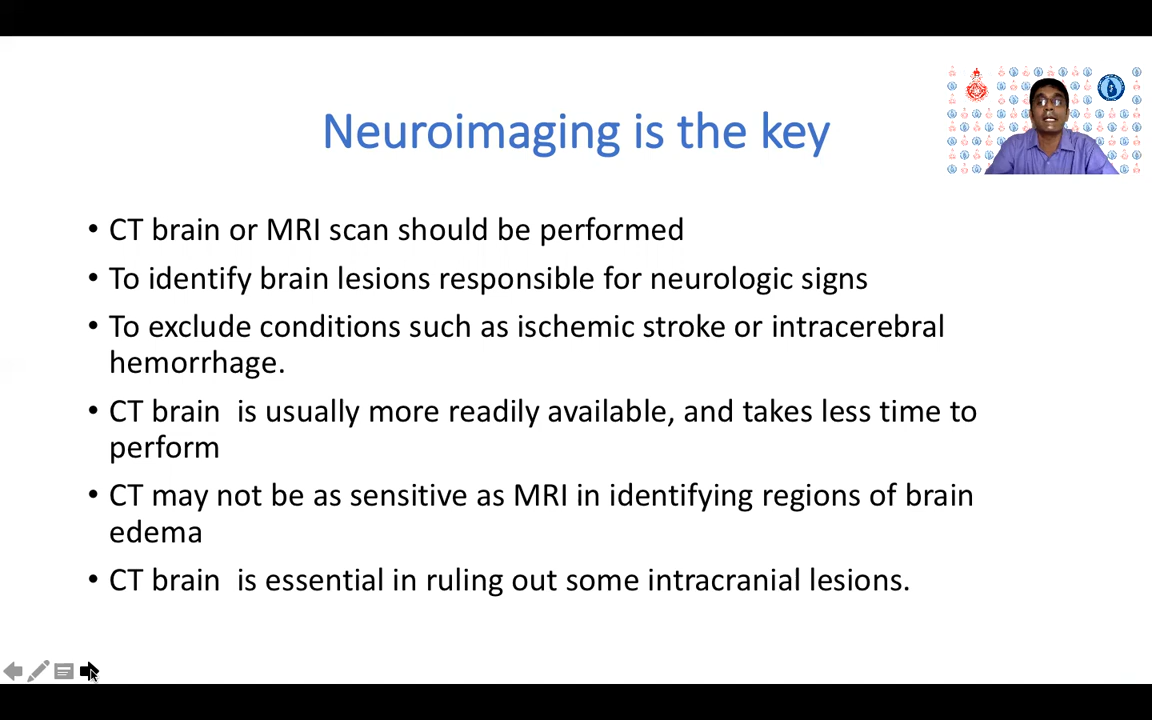 Neuroimaging is the key
• CT brain or MRI scan should be performed
• To identify brain lesions responsible for neurologic signs
• To exclude conditions such as ischemic stroke or intracerebral
hemorrhage.
• CT brain  is usually more readily available, and takes less time to
perform
• CT may not be as sensitive as MRI in identifying regions of brain
edema
• CT brain  is essential in ruling out some intracranial lesions.